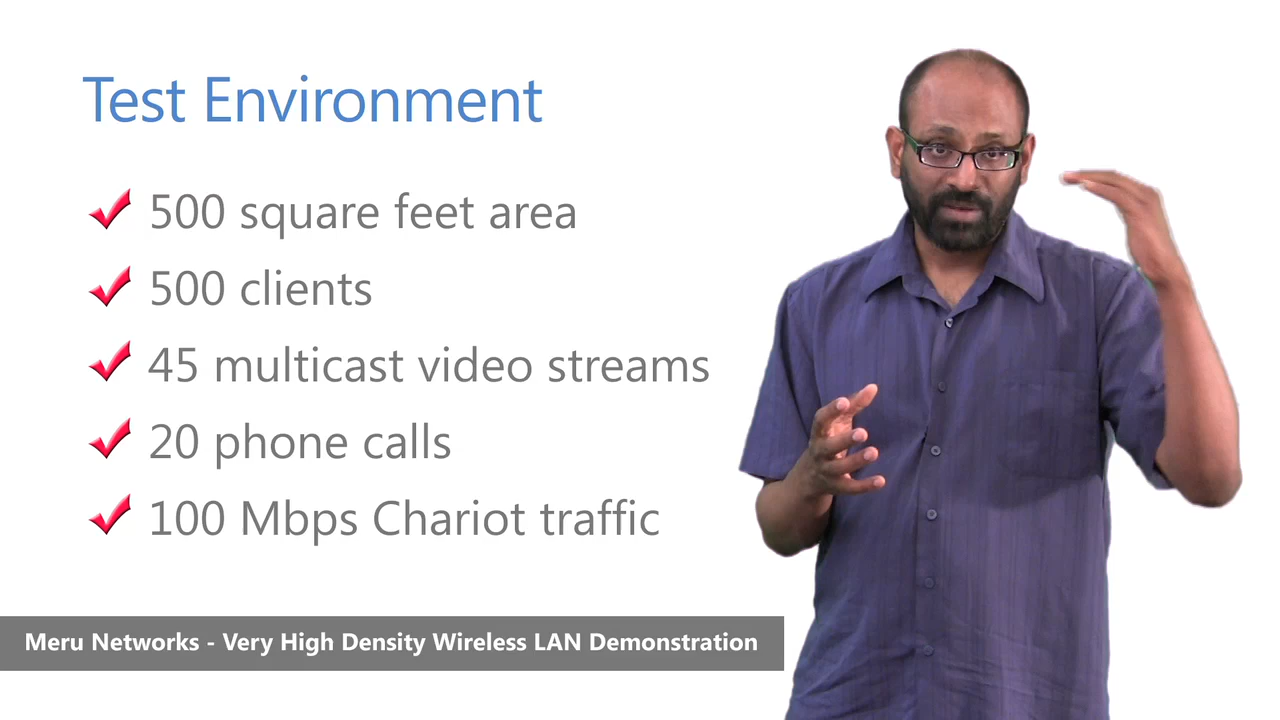 Test Environment
500 square feet area
500 clients
45 multicast video streams
20 phone calls
100 Mbps Chariot traffic
Meru Networks - Very High Density Wireless LAN Demonstration